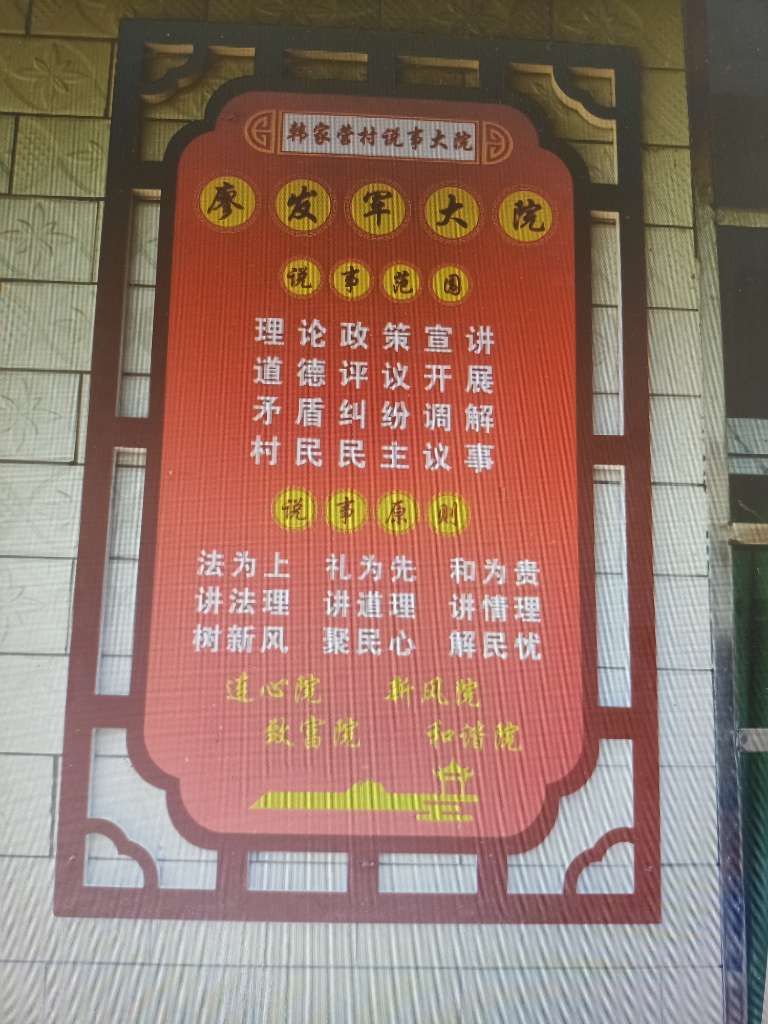 韩家营村说事大院
廖发军大院
说事范围
理论政策宣讲
道德评议开展
矛盾纠纷调解
村民民主议事
说事原则
法为上 礼为先 和为贵
讲法理 讲道理 讲情理
树新风 聚民心 解民忧
连心院 新风院
致富院 和谐院